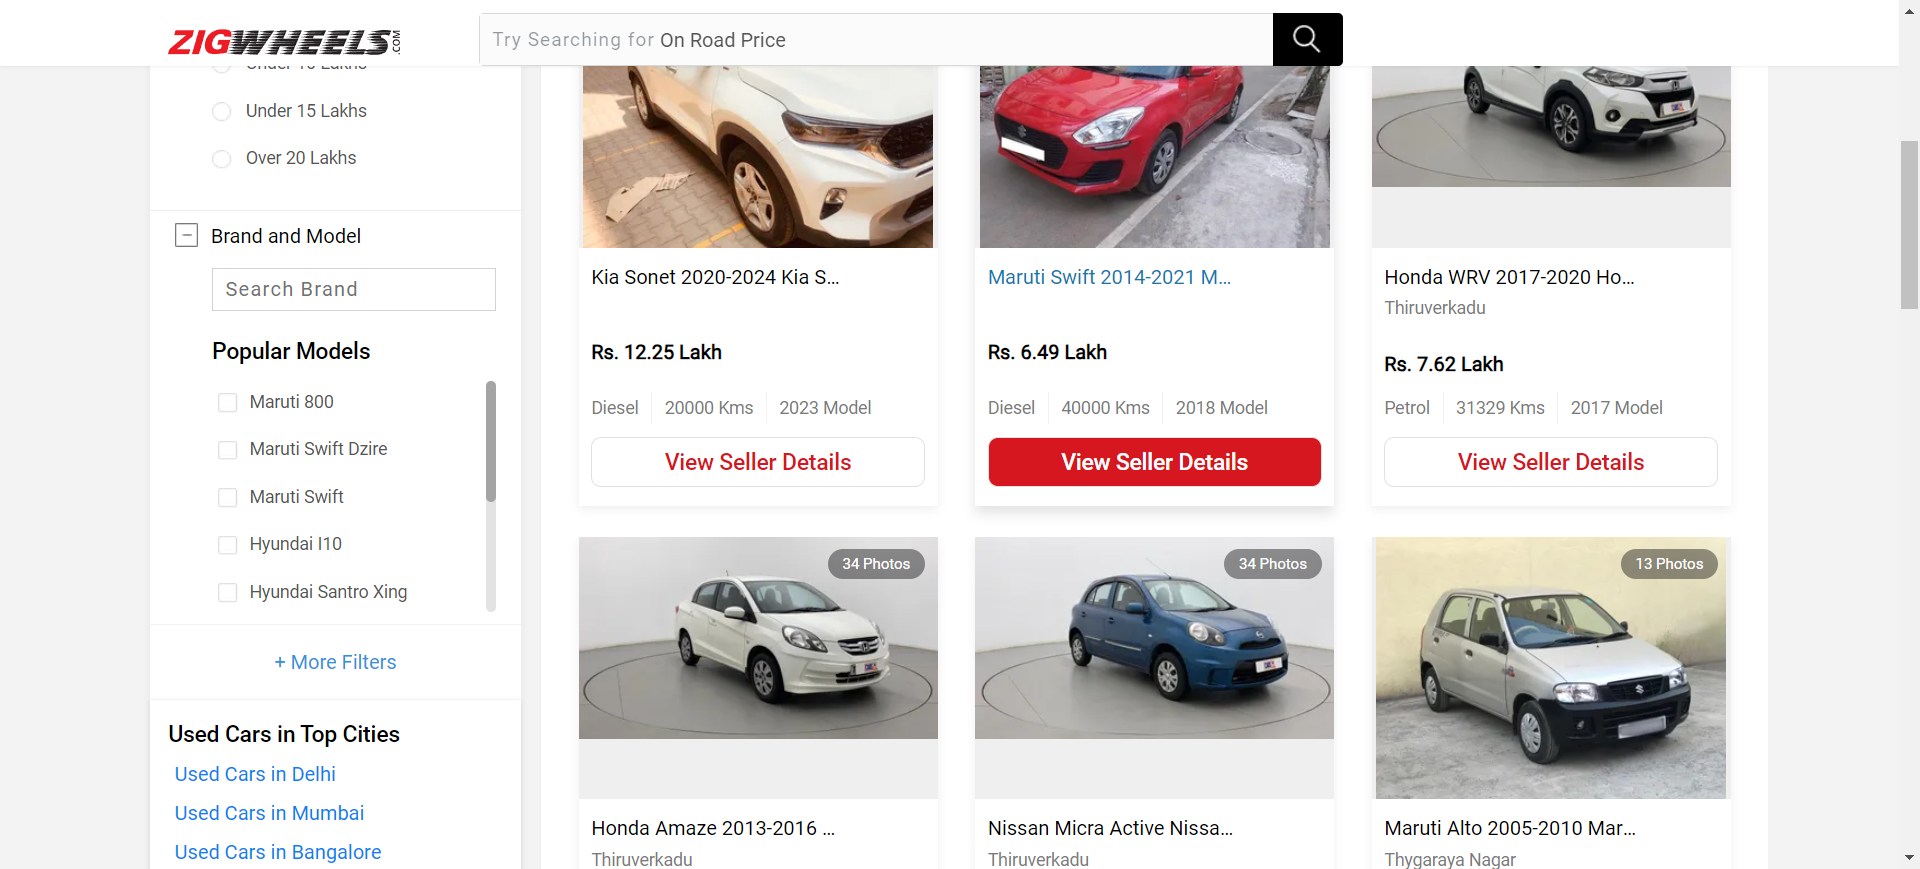 ZIGWHEELS.COM
Try Searching for On Road Price
Under 15 Lakhs
Over 20 Lakhs
Brand and Model
Search Brand
Popular Models
Maruti 800
Maruti Swift Dzire
Maruti Swift
Hyundai I10
Hyundai Santro Xing
+ More Filters
Used Cars in Top Cities
Used Cars in Delhi
Used Cars in Mumbai
Used Cars in Bangalore
Kia Sonet 2020-2024 Kia S...
Rs. 12.25 Lakh
Diesel 20000 Kms 2023 Model
View Seller Details
Maruti Swift 2014-2021 M...
Rs. 6.49 Lakh
Diesel 40000 Kms 2018 Model
View Seller Details
Honda WRV 2017-2020 Ho...
Thiruverkadu
Rs. 7.62 Lakh
Petrol 31329 Kms 2017 Model
View Seller Details
34 Photos
Honda Amaze 2013-2016 ...
Thiruverkadu
34 Photos
Nissan Micra Active Nissa...
Thiruverkadu
13 Photos
Maruti Alto 2005-2010 Mar...
Thygaraya Nagar